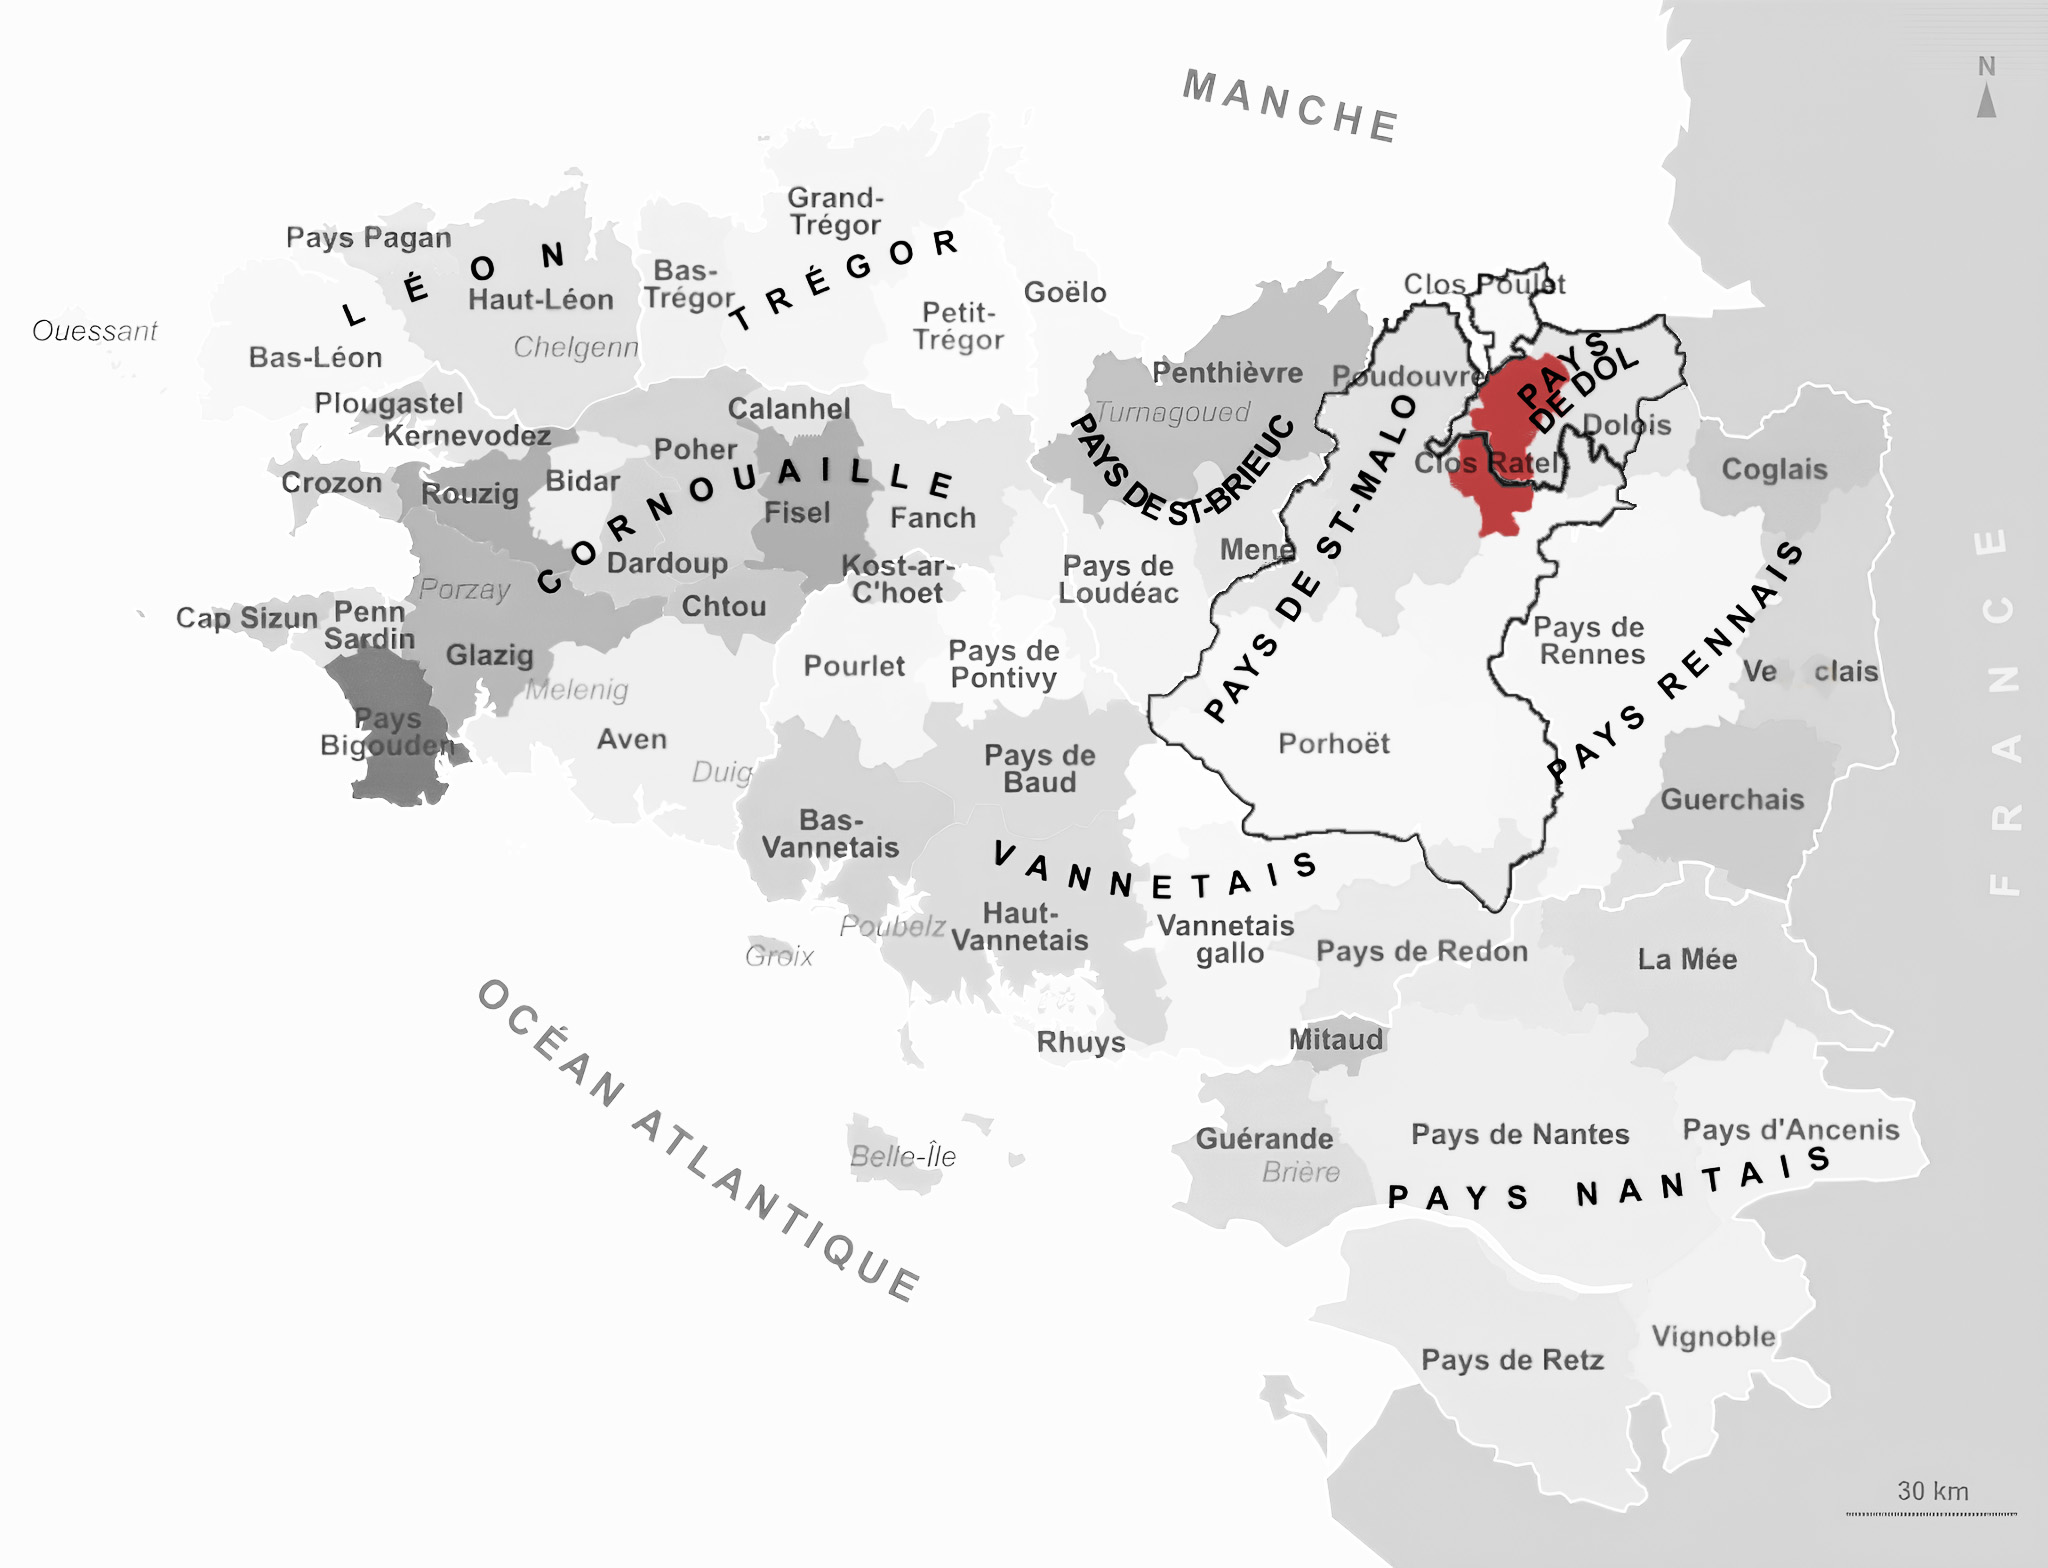 MANCHE
N
Grand-
Trégor
Pays Pagan
LÉON
Haut-Léon
Bas-
Trégor
TRÉGOR
Petit-
Trégor
Goëlo
Clos Poulet
Ouessant
Chelgenn
Bas-Léon
Penthièvre
Poudouvre
PAYS
DE DOL
Plougastel
Kernevodez
Calanhel
Turnagoued
Dolois
Poher
PAYS DE ST-BRIEUC
PAYS DE ST-MALO
Clos Ratel
Coglais
Crozon
Rouzig
Bidar
CORNOUAILLE
Fisel
Fanch
Mené
Dardoup
Kost-ar-
C'hoet
Pays de
Loudéac
Porzay
Chtou
Cap Sizun
Penn
Sardin
Glazig
Pourlet
Pays de
Pontivy
Pays de
Rennes
PAYS RENNAIS
Ve clais
FRANCE
Melenig
Pays
Bigouden
Aven
Duig
Pays de
Baud
Porhoët
Guerchais
Bas-
Vannetais
VANNETAIS
Poubelz
Haut-
Vannetais
Vannetais
gallo
Pays de Redon
La Mée
Groix
OCÉAN ATLANTIQUE
Rhuys
Mitaud
Belle-Île
Guérande
Brière
Pays de Nantes
Pays d'Ancenis
PAYS NANTAIS
Pays de Retz
Vignoble
30 km